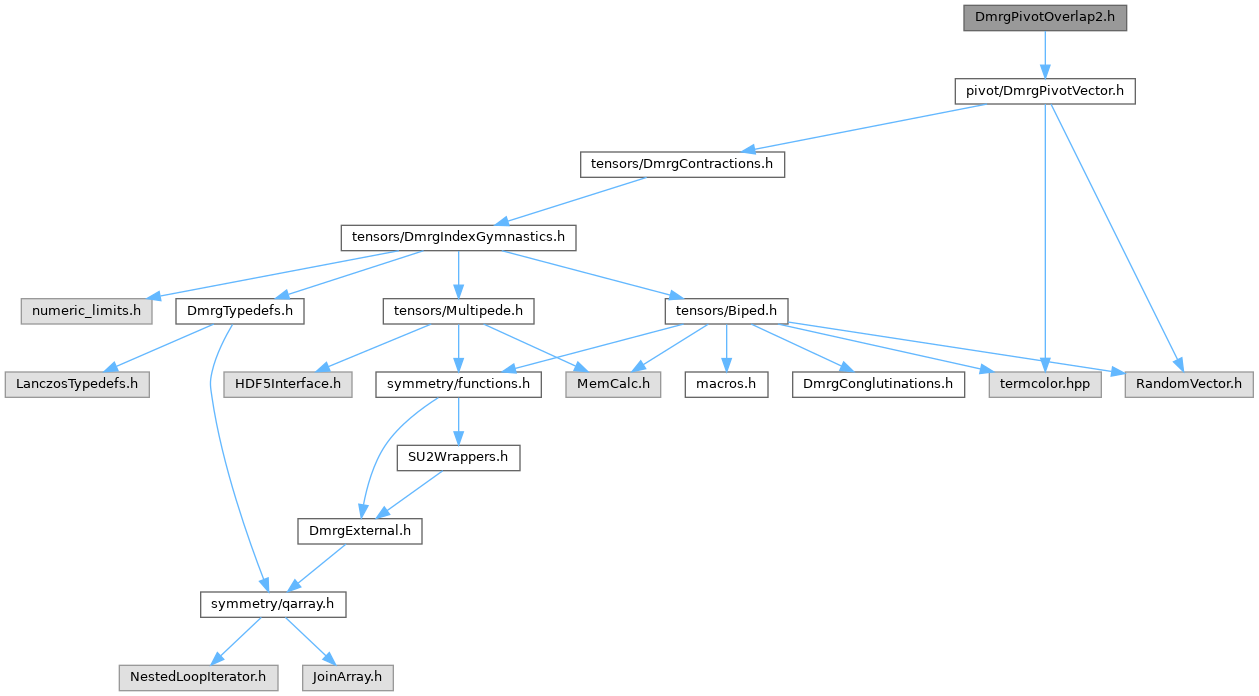 DmrgPivotOverlap2.h
pivot/DmrgPivotVector.h
tensors/DmrgContractions.h
tensors/DmrgIndexGymnastics.h
numeric_limits.h
DmrgTypedefs.h
tensors/Multipede.h
tensors/Biped.h
LanczosTypedefs.h
HDF5Interface.h
symmetry/functions.h
MemCalc.h
macros.h
DmrgConglutinations.h
termcolor.hpp
RandomVector.h
SU2Wrappers.h
DmrgExternal.h
symmetry/qarray.h
NestedLoopIterator.h
JoinArray.h